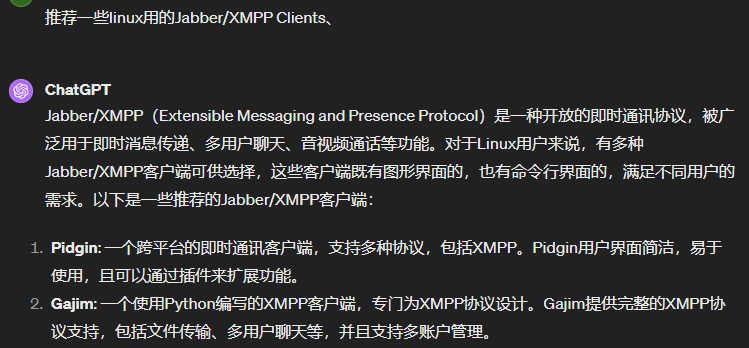 推荐一些linux用的Jabber/XMPP Clients、
ChatGPT
Jabber/XMPP（Extensible Messaging and Presence Protocol）是一种开放的即时通讯协议，被广
泛用于即时消息传递、多用户聊天、音视频通话等功能。对于Linux用户来说，有多种
Jabber/XMPP客户端可供选择，这些客户端既有图形界面的，也有命令行界面的，满足不同用户的
需求。以下是一些推荐的Jabber/XMPP客户端：
1. Pidgin: 一个跨平台的即时通讯客户端，支持多种协议，包括XMPP。Pidgin用户界面简洁，易于
使用，且可以通过插件来扩展功能。
2. Gajim: 一个使用Python编写的XMPP客户端，专门为XMPP协议设计。Gajim提供完整的XMPP协
议支持，包括文件传输、多用户聊天等，并且支持多账户管理。